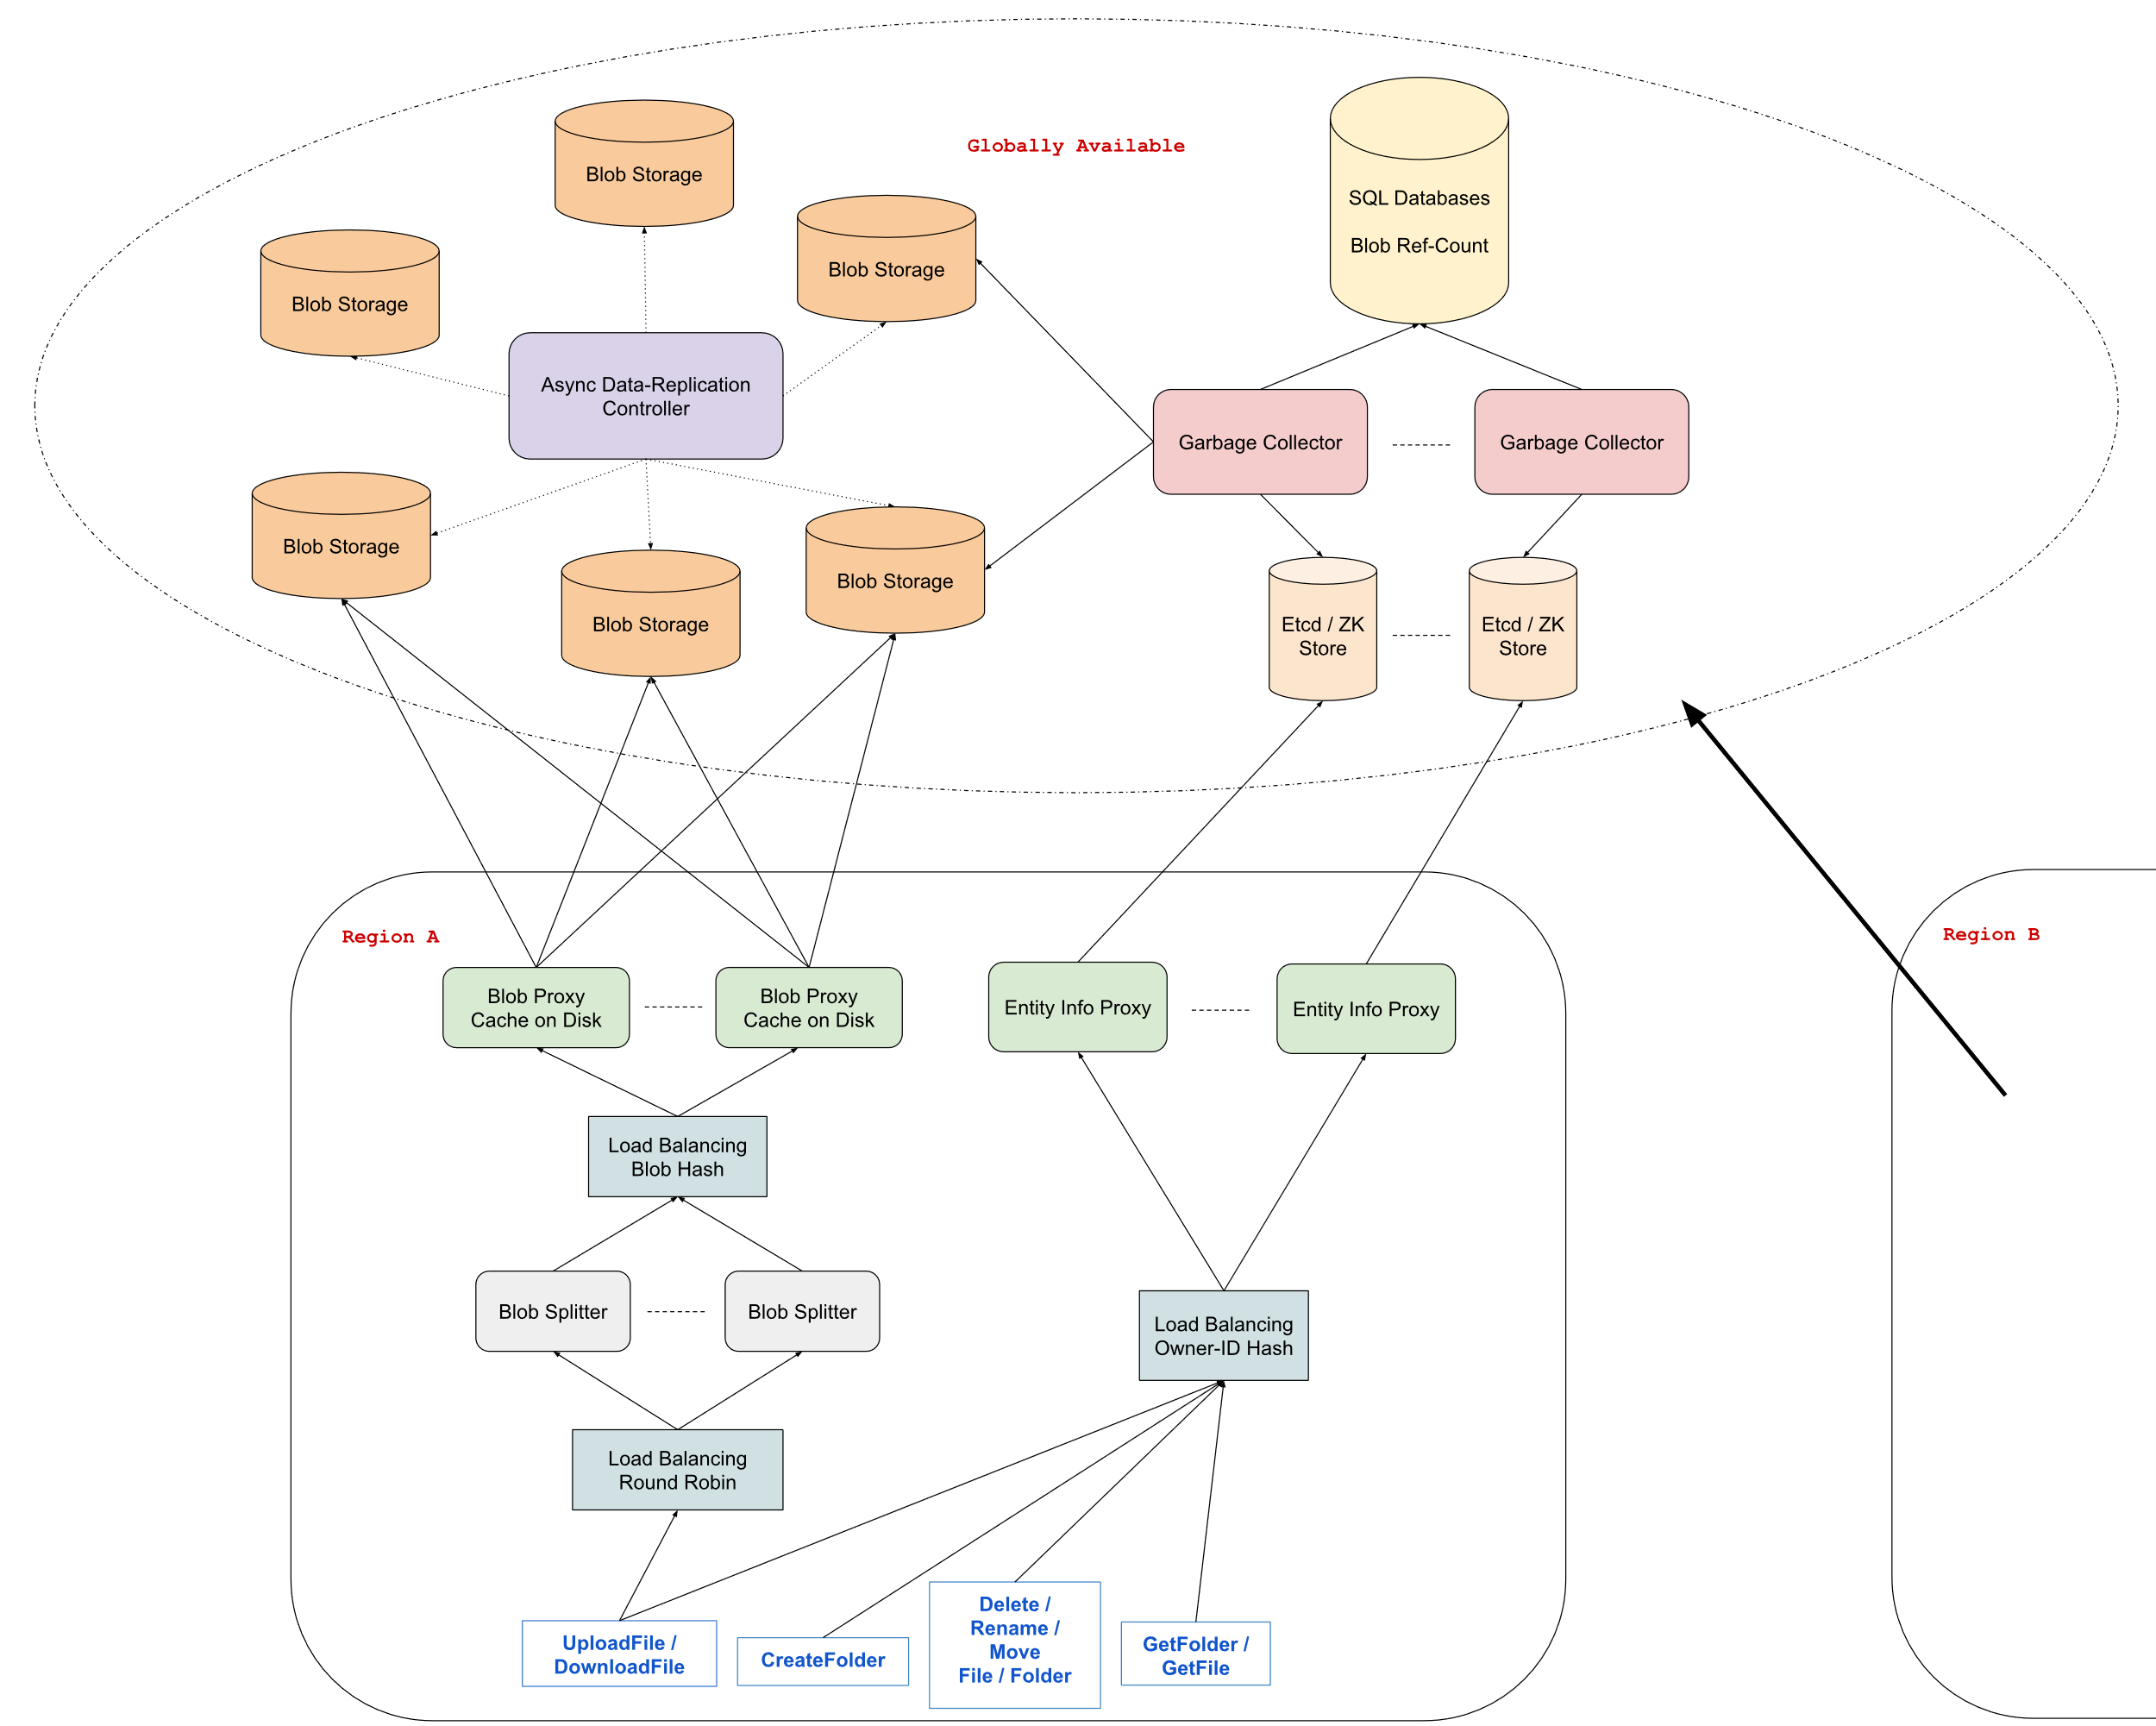 Globally Available
Blob Storage
SQL Databases
Blob Ref-Count
Blob Storage
Blob Storage
Async Data-Replication
Controller
Garbage Collector
Garbage Collector
Blob Storage
Blob Storage
Blob Storage
Etcd / ZK
Store
Etcd / ZK
Store
Region A
Region B
Blob Proxy
Cache on Disk
Blob Proxy
Cache on Disk
Entity Info Proxy
Entity Info Proxy
Load Balancing
Blob Hash
Blob Splitter
Blob Splitter
Load Balancing
Owner-ID Hash
Load Balancing
Round Robin
UploadFile /
DownloadFile
CreateFolder
Delete /
Rename /
Move
File / Folder
GetFolder /
GetFile